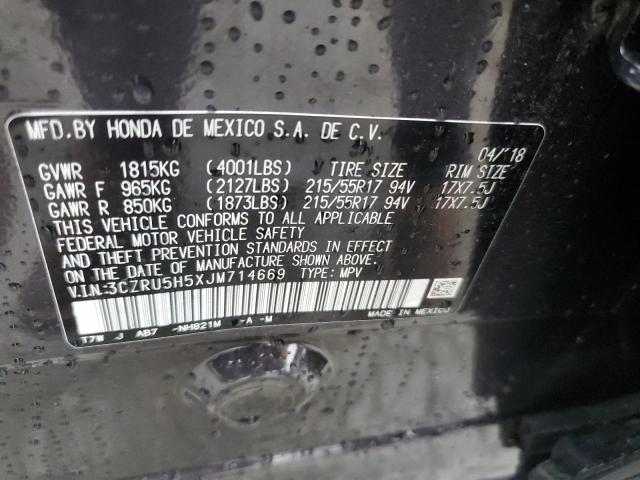 MFD.BY HONDA DE MEXICO S.A. DE C.V.
04/'18
GVWR 1815KG (4001LBS) TIRE SIZE RIM SIZE
GAWR F 965KG (2127LBS) 215/55R17 94V 17X7.5J
GAWR R 850KG (1873LBS) 215/55R17 94V 17X7.5J
THIS VEHICLE CONFORMS TO ALL APPLICABLE
FEDERAL MOTOR VEHICLE SAFETY
AND THEFT PREVENTION STANDARDS IN EFFECT
ON THE DATE OF MANUFACTURE SHOWN ABOVE.
V.I.N:3CZRU5H5XJM714669 TYPE: MPV
T7W J AB7 -NH821M -A -M
MADE IN MEXICO